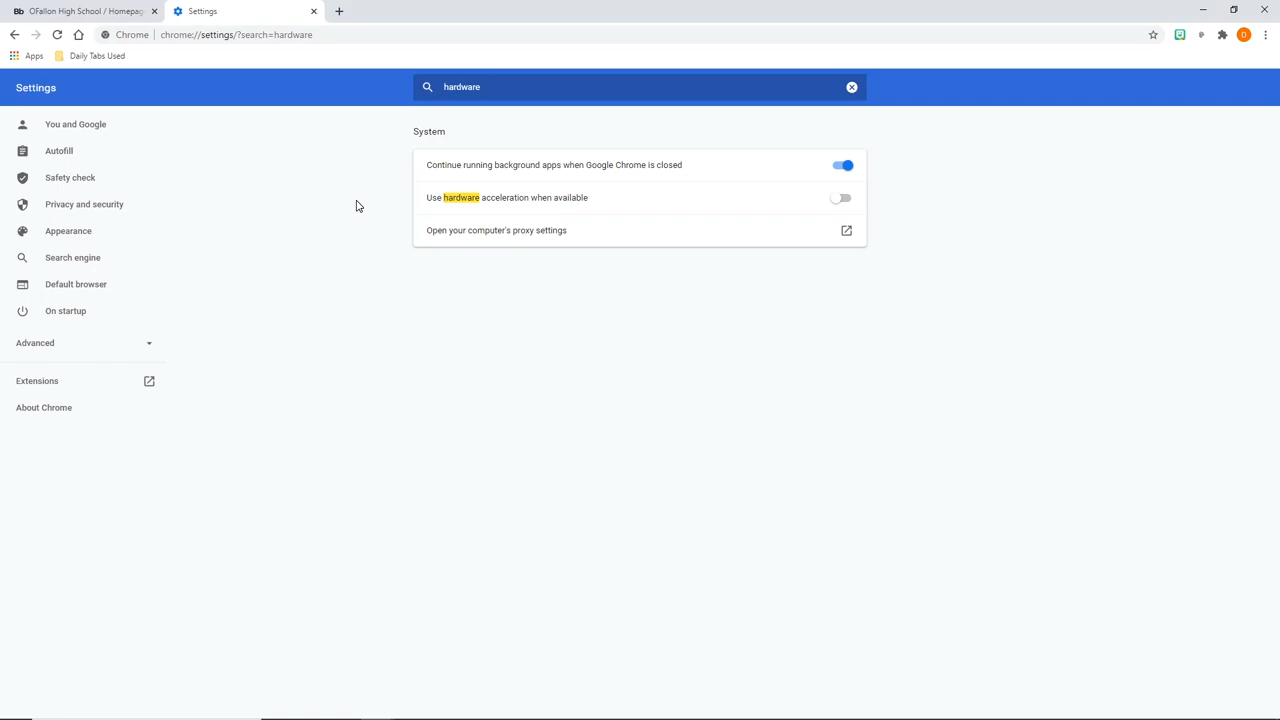 Bb OFallon High School / Homepag
Settings
Chrome | chrome://settings/?search=hardware
D
Apps
Daily Tabs Used
Settings
hardware
You and Google
Autofill
Safety check
Privacy and security
Appearance
Search engine
Default browser
On startup
Advanced
Extensions
About Chrome
System
Continue running background apps when Google Chrome is closed
Use hardware acceleration when available
Open your computer's proxy settings